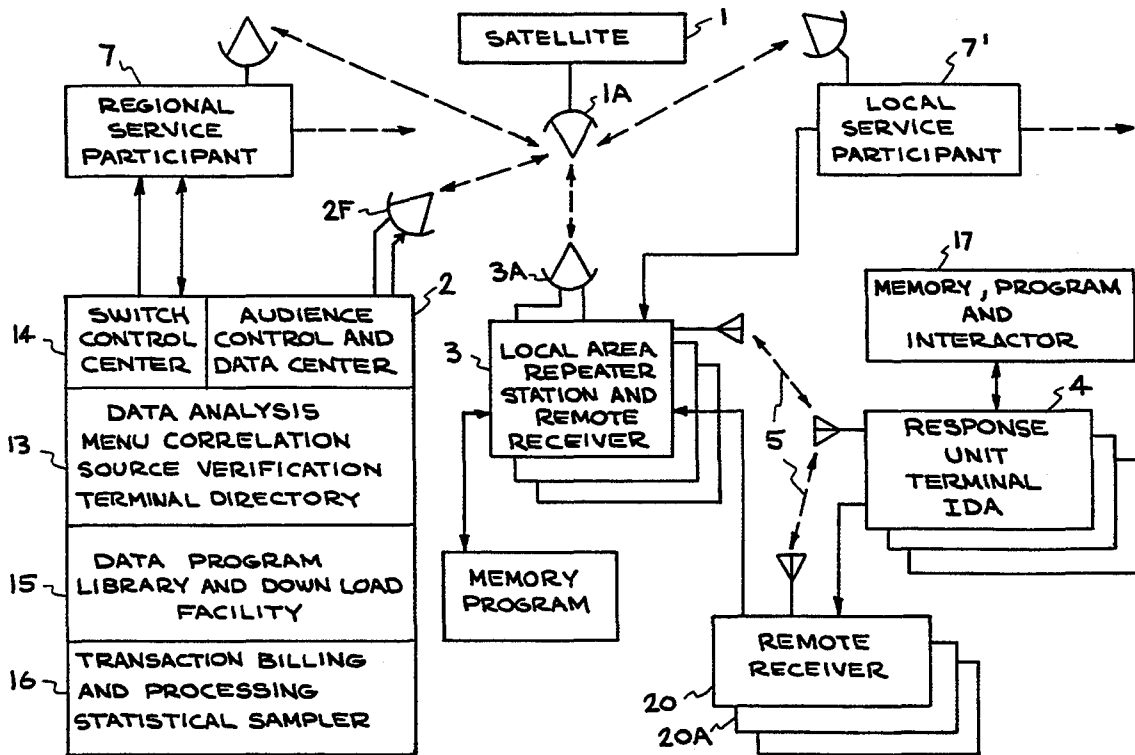 1
SATELLITE
1A
7
REGIONAL
SERVICE
PARTICIPANT
7'
LOCAL
SERVICE
PARTICIPANT
2F
3A
2
14
SWITCH
CONTROL
CENTER
AUDIENCE
CONTROL AND
DATA CENTER
13
DATA ANALYSIS
MENU CORRELATION
SOURCE VERIFICATION
TERMINAL DIRECTORY
15
DATA PROGRAM
LIBRARY AND DOWN LOAD
FACILITY
16
TRANSACTION BILLING
AND PROCESSING
STATISTICAL SAMPLER
3
LOCAL AREA
REPEATER
STATION AND
REMOTE
RECEIVER
MEMORY
PROGRAM
5
17
MEMORY, PROGRAM
AND
INTERACTOR
4
RESPONSE
UNIT
TERMINAL
IDA
REMOTE
RECEIVER
20
20A